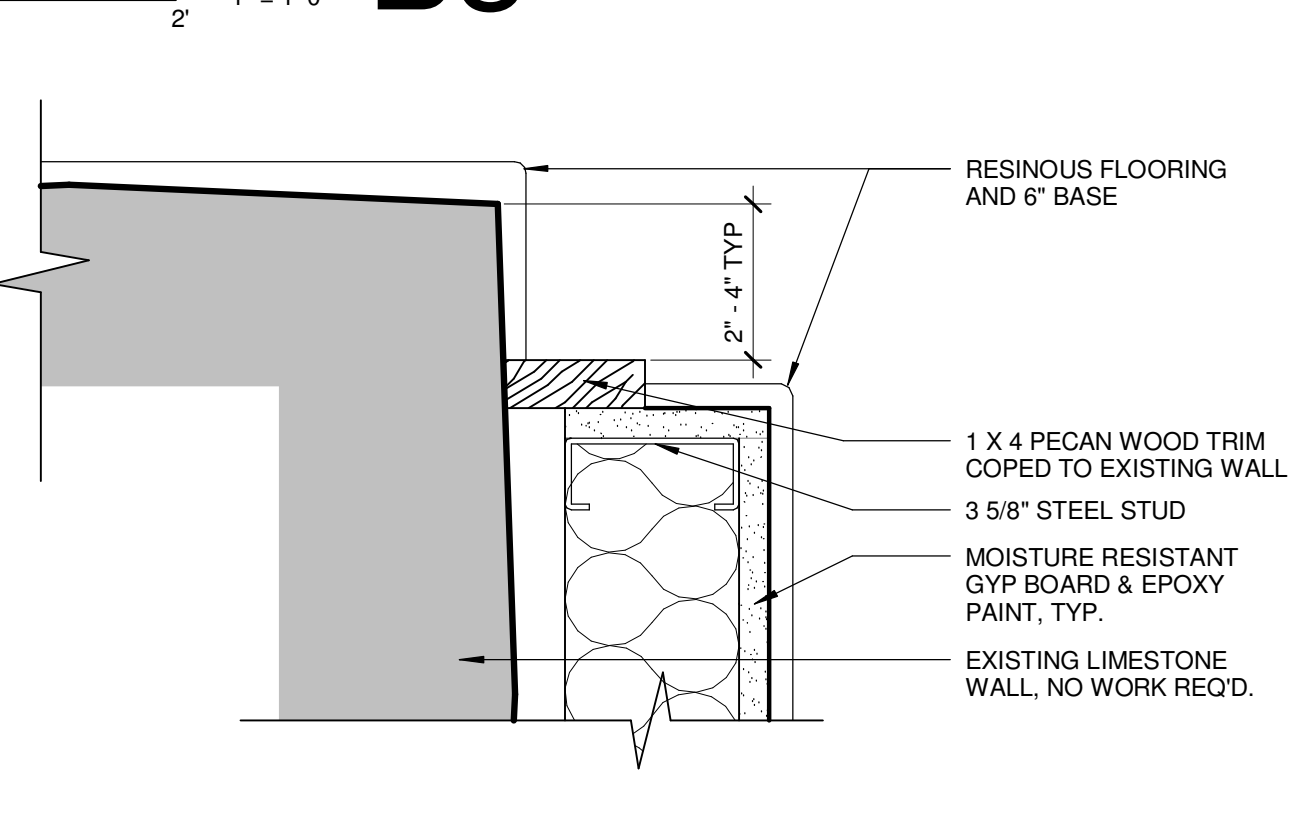 2'
RESINOUS FLOORING
AND 6" BASE
2" - 4" TYP
1 X 4 PECAN WOOD TRIM
COPED TO EXISTING WALL
3 5/8" STEEL STUD
MOISTURE RESISTANT
GYP BOARD & EPOXY
PAINT, TYP.
EXISTING LIMESTONE
WALL, NO WORK REQ'D.